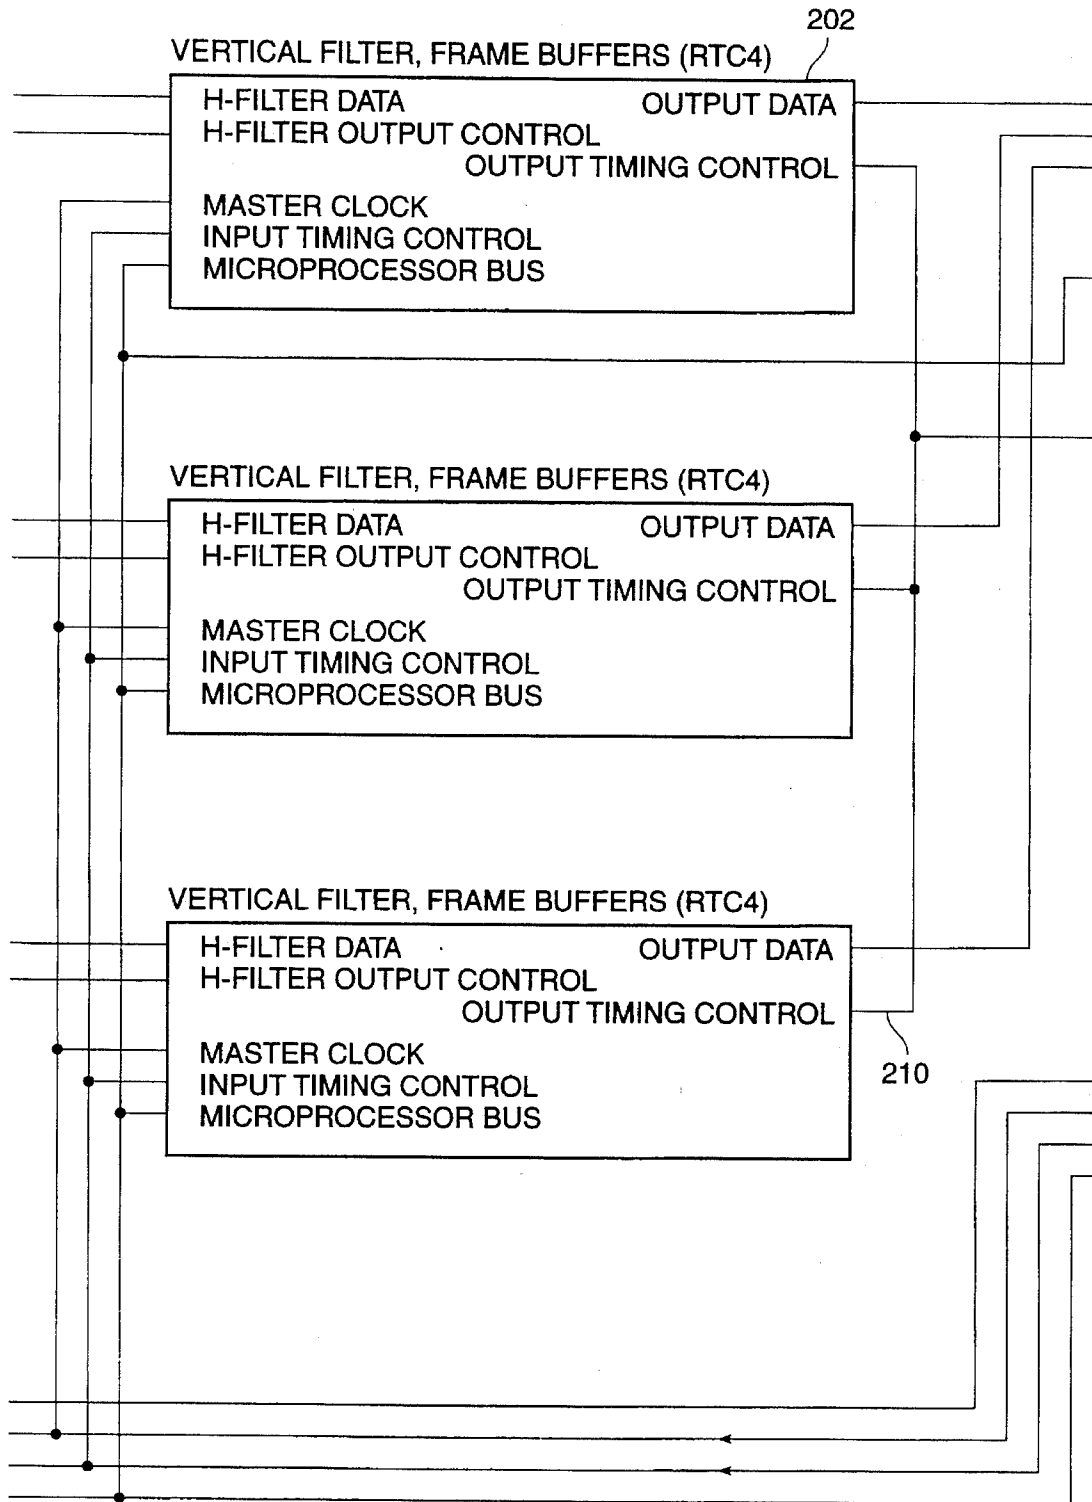 202
VERTICAL FILTER, FRAME BUFFERS (RTC4)
H-FILTER DATA OUTPUT DATA
H-FILTER OUTPUT CONTROL
OUTPUT TIMING CONTROL
MASTER CLOCK
INPUT TIMING CONTROL
MICROPROCESSOR BUS
VERTICAL FILTER, FRAME BUFFERS (RTC4)
H-FILTER DATA OUTPUT DATA
H-FILTER OUTPUT CONTROL
OUTPUT TIMING CONTROL
MASTER CLOCK
INPUT TIMING CONTROL
MICROPROCESSOR BUS
VERTICAL FILTER, FRAME BUFFERS (RTC4)
H-FILTER DATA OUTPUT DATA
H-FILTER OUTPUT CONTROL
OUTPUT TIMING CONTROL
MASTER CLOCK
210
INPUT TIMING CONTROL
MICROPROCESSOR BUS